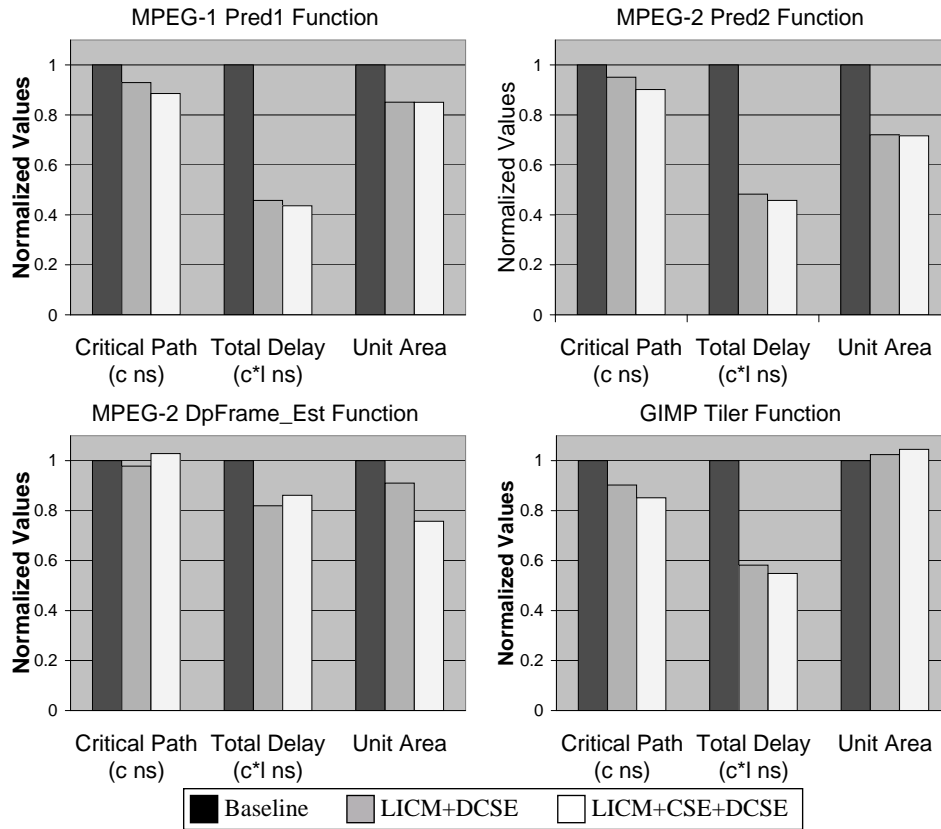 MPEG-1 Pred1 Function
Normalized Values
1
0.8
0.6
0.4
0.2
0
Critical Path
(c ns)
Total Delay
(c*l ns)
Unit Area
MPEG-2 Pred2 Function
Normalized Values
1
0.8
0.6
0.4
0.2
0
Critical Path
(c ns)
Total Delay
(c*l ns)
Unit Area
MPEG-2 DpFrame_Est Function
Normalized Values
1
0.8
0.6
0.4
0.2
0
Critical Path
(c ns)
Total Delay
(c*l ns)
Unit Area
GIMP Tiler Function
Normalized Values
1
0.8
0.6
0.4
0.2
0
Critical Path
(c ns)
Total Delay
(c*l ns)
Unit Area
Baseline
LICM+DCSE
LICM+CSE+DCSE